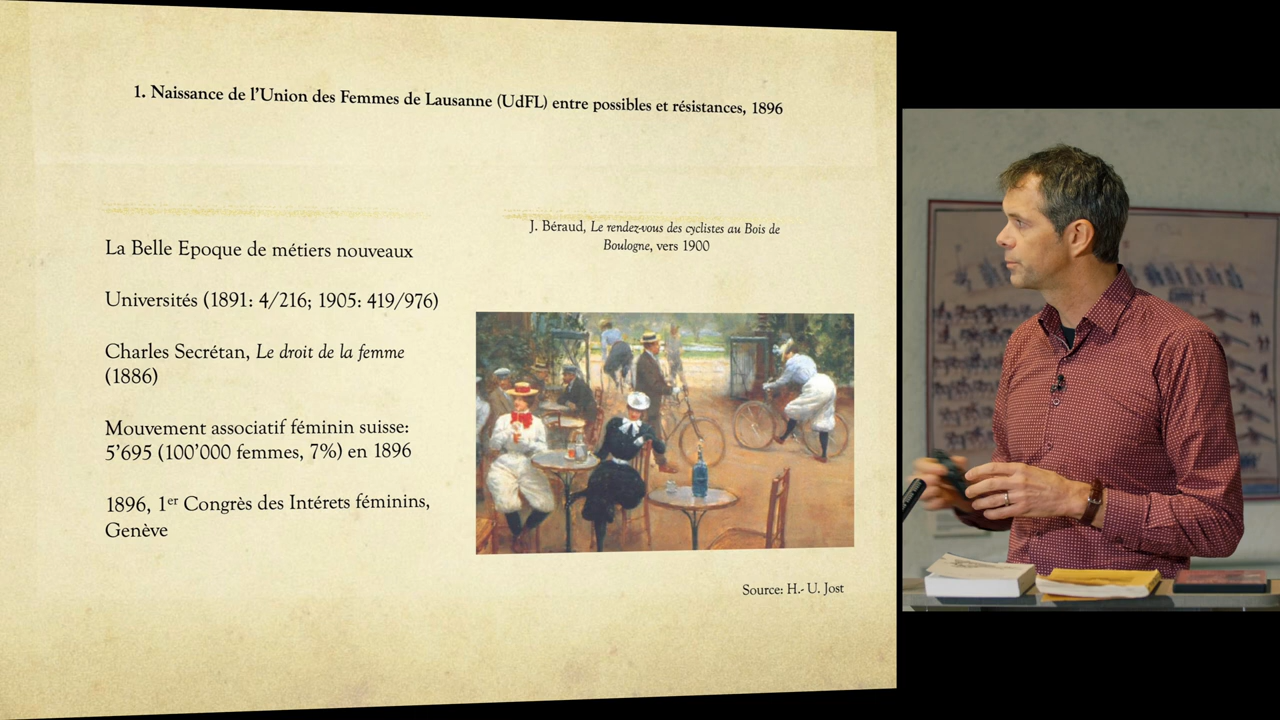 1. Naissance de l'Union des Femmes de Lausanne (UdFL) entre possibles et résistances, 1896
La Belle Epoque de métiers nouveaux
Universités (1891: 4/216; 1905: 419/976)
Charles Secrétan, Le droit de la femme
(1886)
Mouvement associatif féminin suisse:
5'695 (100'000 femmes, 7%) en 1896
1896, 1er Congrès des Intérets féminins,
Genève
J. Béraud, Le rendez-vous des cyclistes au Bois de
Boulogne, vers 1900
Source: H.- U. Jost